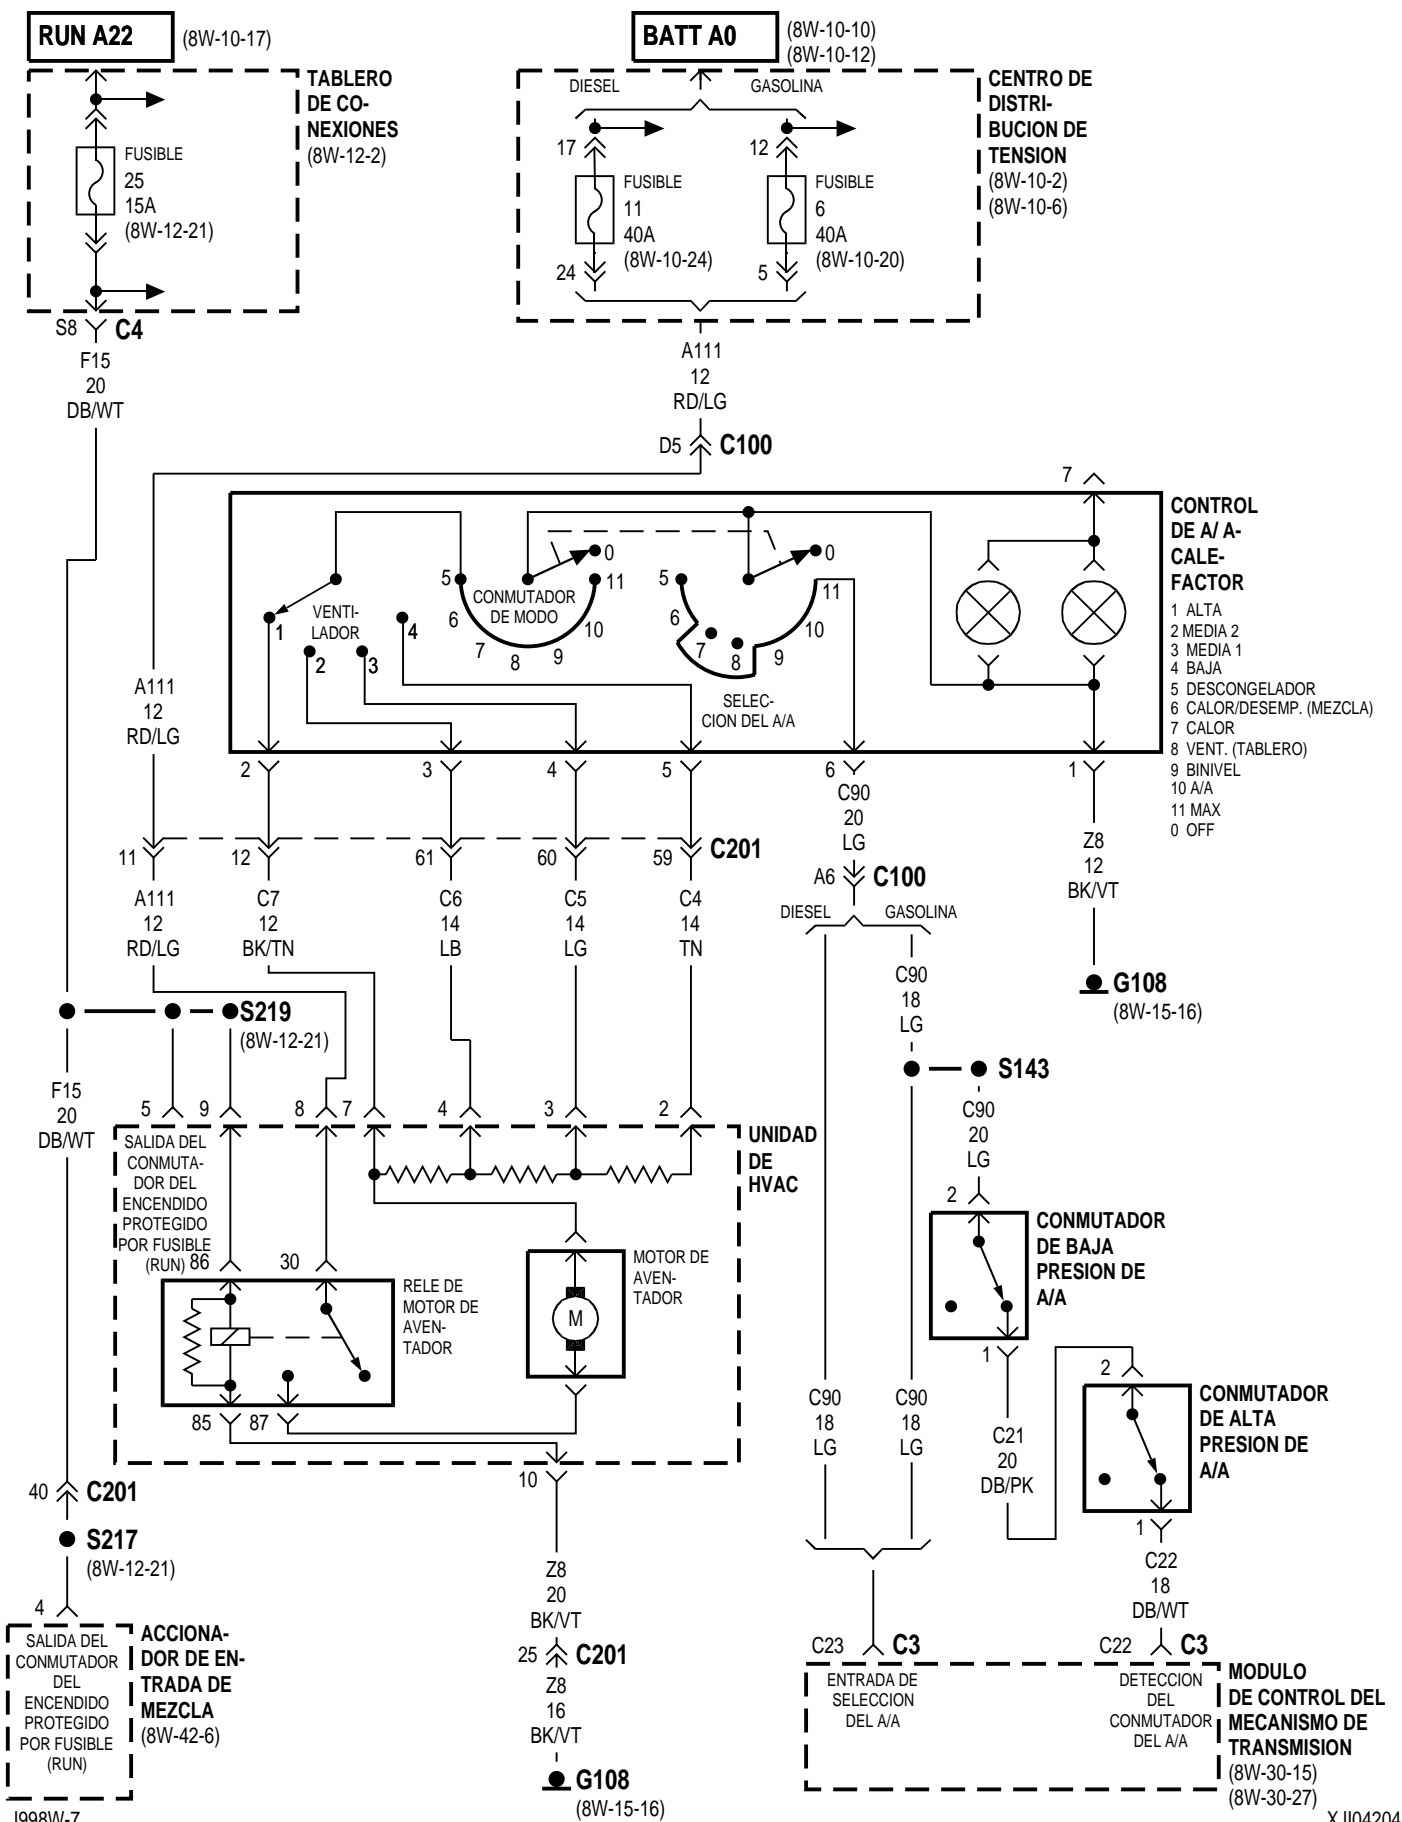 RUN A22
(8W-10-17)
BATT A0
(8W-10-10)
(8W-10-12)
TABLERO
DE CO-
NEXIONES
(8W-12-2)
FUSIBLE
25
15A
(8W-12-21)
DIESEL
GASOLINA
17
12
FUSIBLE
11
40A
(8W-10-24)
FUSIBLE
6
40A
(8W-10-20)
24
5
CENTRO DE
DISTRI-
BUCION DE
TENSION
(8W-10-2)
(8W-10-6)
S8
C4
F15
20
DB/WT
A111
12
RD/LG
D5
C100
7
CONTROL
DE A/ A-
CALE-
FACTOR
1 ALTA
2 MEDIA 2
3 MEDIA 1
4 BAJA
5 DESCONGELADOR
6 CALOR/DESEMP. (MEZCLA)
7 CALOR
8 VENT. (TABLERO)
9 BINIVEL
10 A/A
11 MAX
0 OFF
VENTI-
LADOR
1
2
3
4
CONMUTADOR
DE MODO
0
5
6
7
8
9
10
11
SELEC-
CION DEL A/A
0
5
6
7
8
9
10
11
A111
12
RD/LG
2
3
4
5
6
1
C90
20
LG
Z8
12
BK/VT
11
12
61
60
59
C201
A6
C100
A111
12
RD/LG
C7
12
BK/TN
C6
14
LB
C5
14
LG
C4
14
TN
DIESEL
GASOLINA
C90
18
LG
G108
(8W-15-16)
S219
(8W-12-21)
S143
F15
20
DB/WT
C90
20
LG
5
9
8
7
4
3
2
UNIDAD
DE
HVAC
SALIDA DEL
CONMUTA-
DOR DEL
ENCENDIDO
PROTEGIDO
POR FUSIBLE
(RUN)
86
30
RELE DE
MOTOR DE
AVEN-
TADOR
MOTOR DE
AVEN-
TADOR
M
85
87
10
2
CONMUTADOR
DE BAJA
PRESION DE
A/A
1
2
CONMUTADOR
DE ALTA
PRESION DE
A/A
1
C90
18
LG
C90
18
LG
C21
20
DB/PK
40
C201
S217
(8W-12-21)
4
Z8
20
BK/VT
C22
18
DB/WT
25
C201
Z8
16
BK/VT
G108
(8W-15-16)
SALIDA DEL
CONMUTADOR
DEL
ENCENDIDO
PROTEGIDO
POR FUSIBLE
(RUN)
ACCIONA-
DOR DE EN-
TRADA DE
MEZCLA
(8W-42-6)
C23
C3
C22
C3
ENTRADA DE
SELECCION
DEL A/A
DETECCION
DEL
CONMUTADOR
DEL A/A
MODULO
DE CONTROL DEL
MECANISMO DE
TRANSMISION
(8W-30-15)
(8W-30-27)
J998W-7
XJI04204